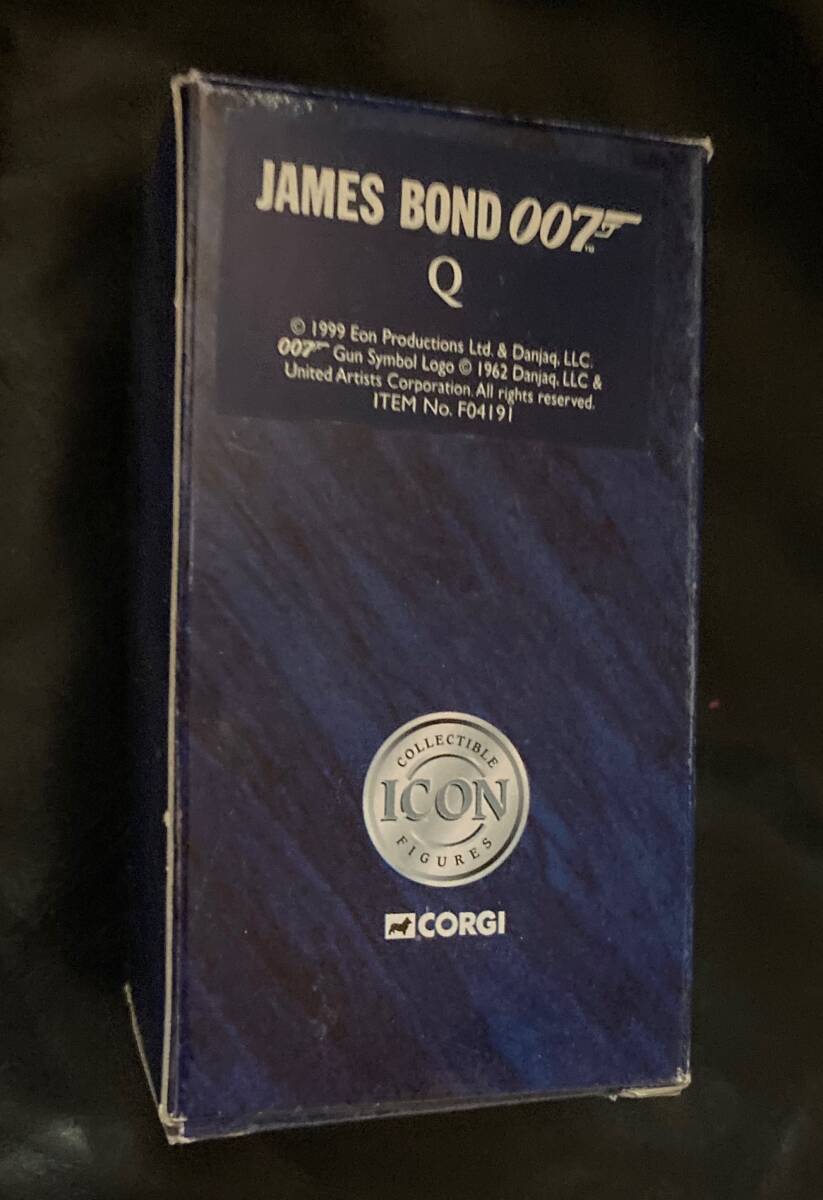 JAMES BOND 007 ™
Q
© 1999 Eon Productions Ltd. & Danjaq, LLC.
007 Gun Symbol Logo © 1962 Danjaq, LLC &
United Artists Corporation. All rights reserved.
ITEM No. F04191
COLLECTIBLE
ICON
FIGURES
CORGI